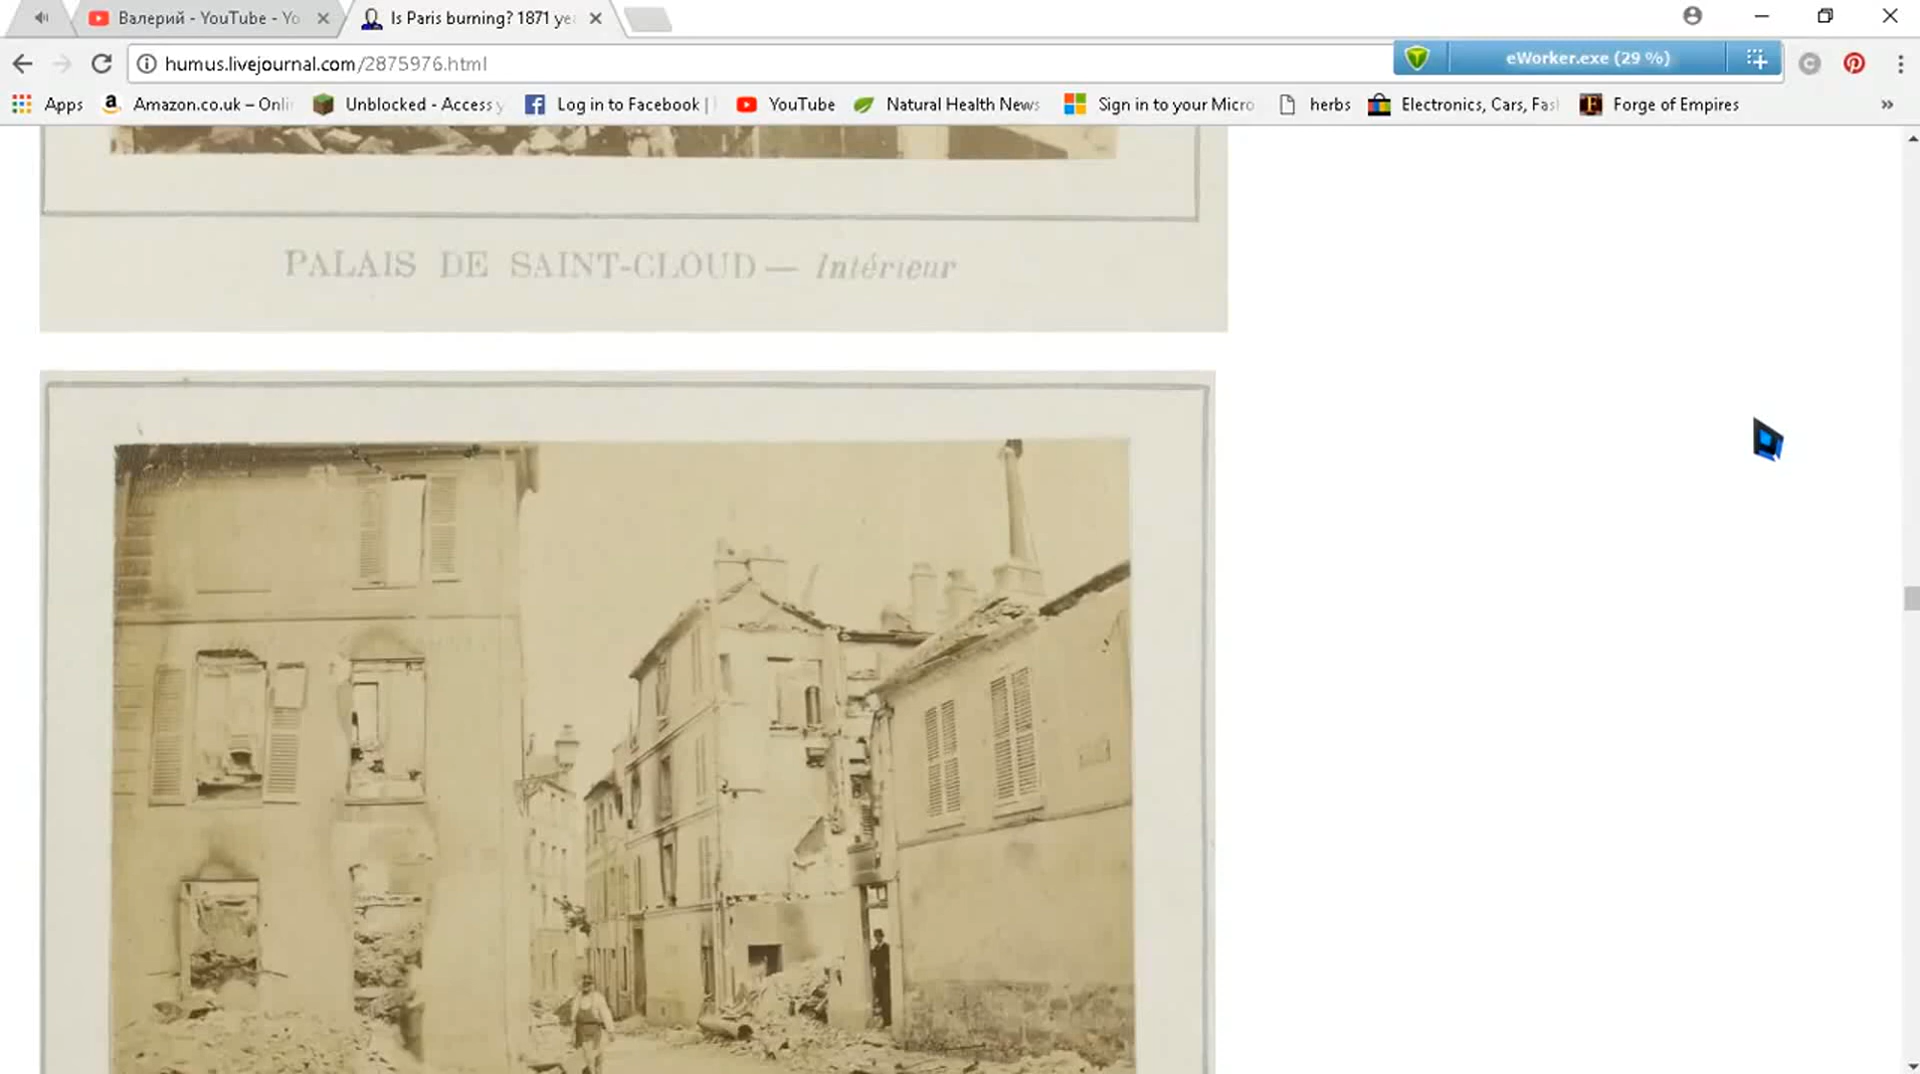 Валерий - YouTube - Yo
Is Paris burning? 1871 ye
humus.livejournal.com/2875976.html
eWorker.exe (29 %)
Apps
Amazon.co.uk – Onli
Unblocked - Access y
Log in to Facebook |
YouTube
Natural Health News
Sign in to your Micro
herbs
Electronics, Cars, Fas
Forge of Empires
»
PALAIS DE SAINT-CLOUD — Intérieur